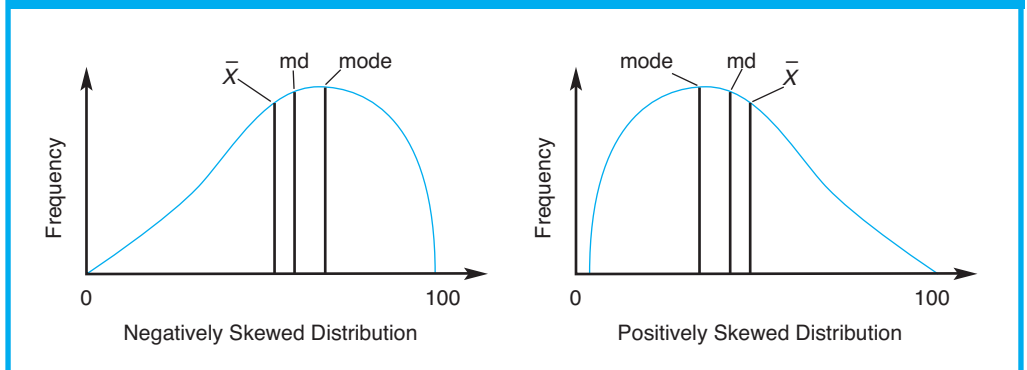 X̄
md
mode
Frequency
0
100
Negatively Skewed Distribution
mode
md
X̄
Frequency
0
100
Positively Skewed Distribution